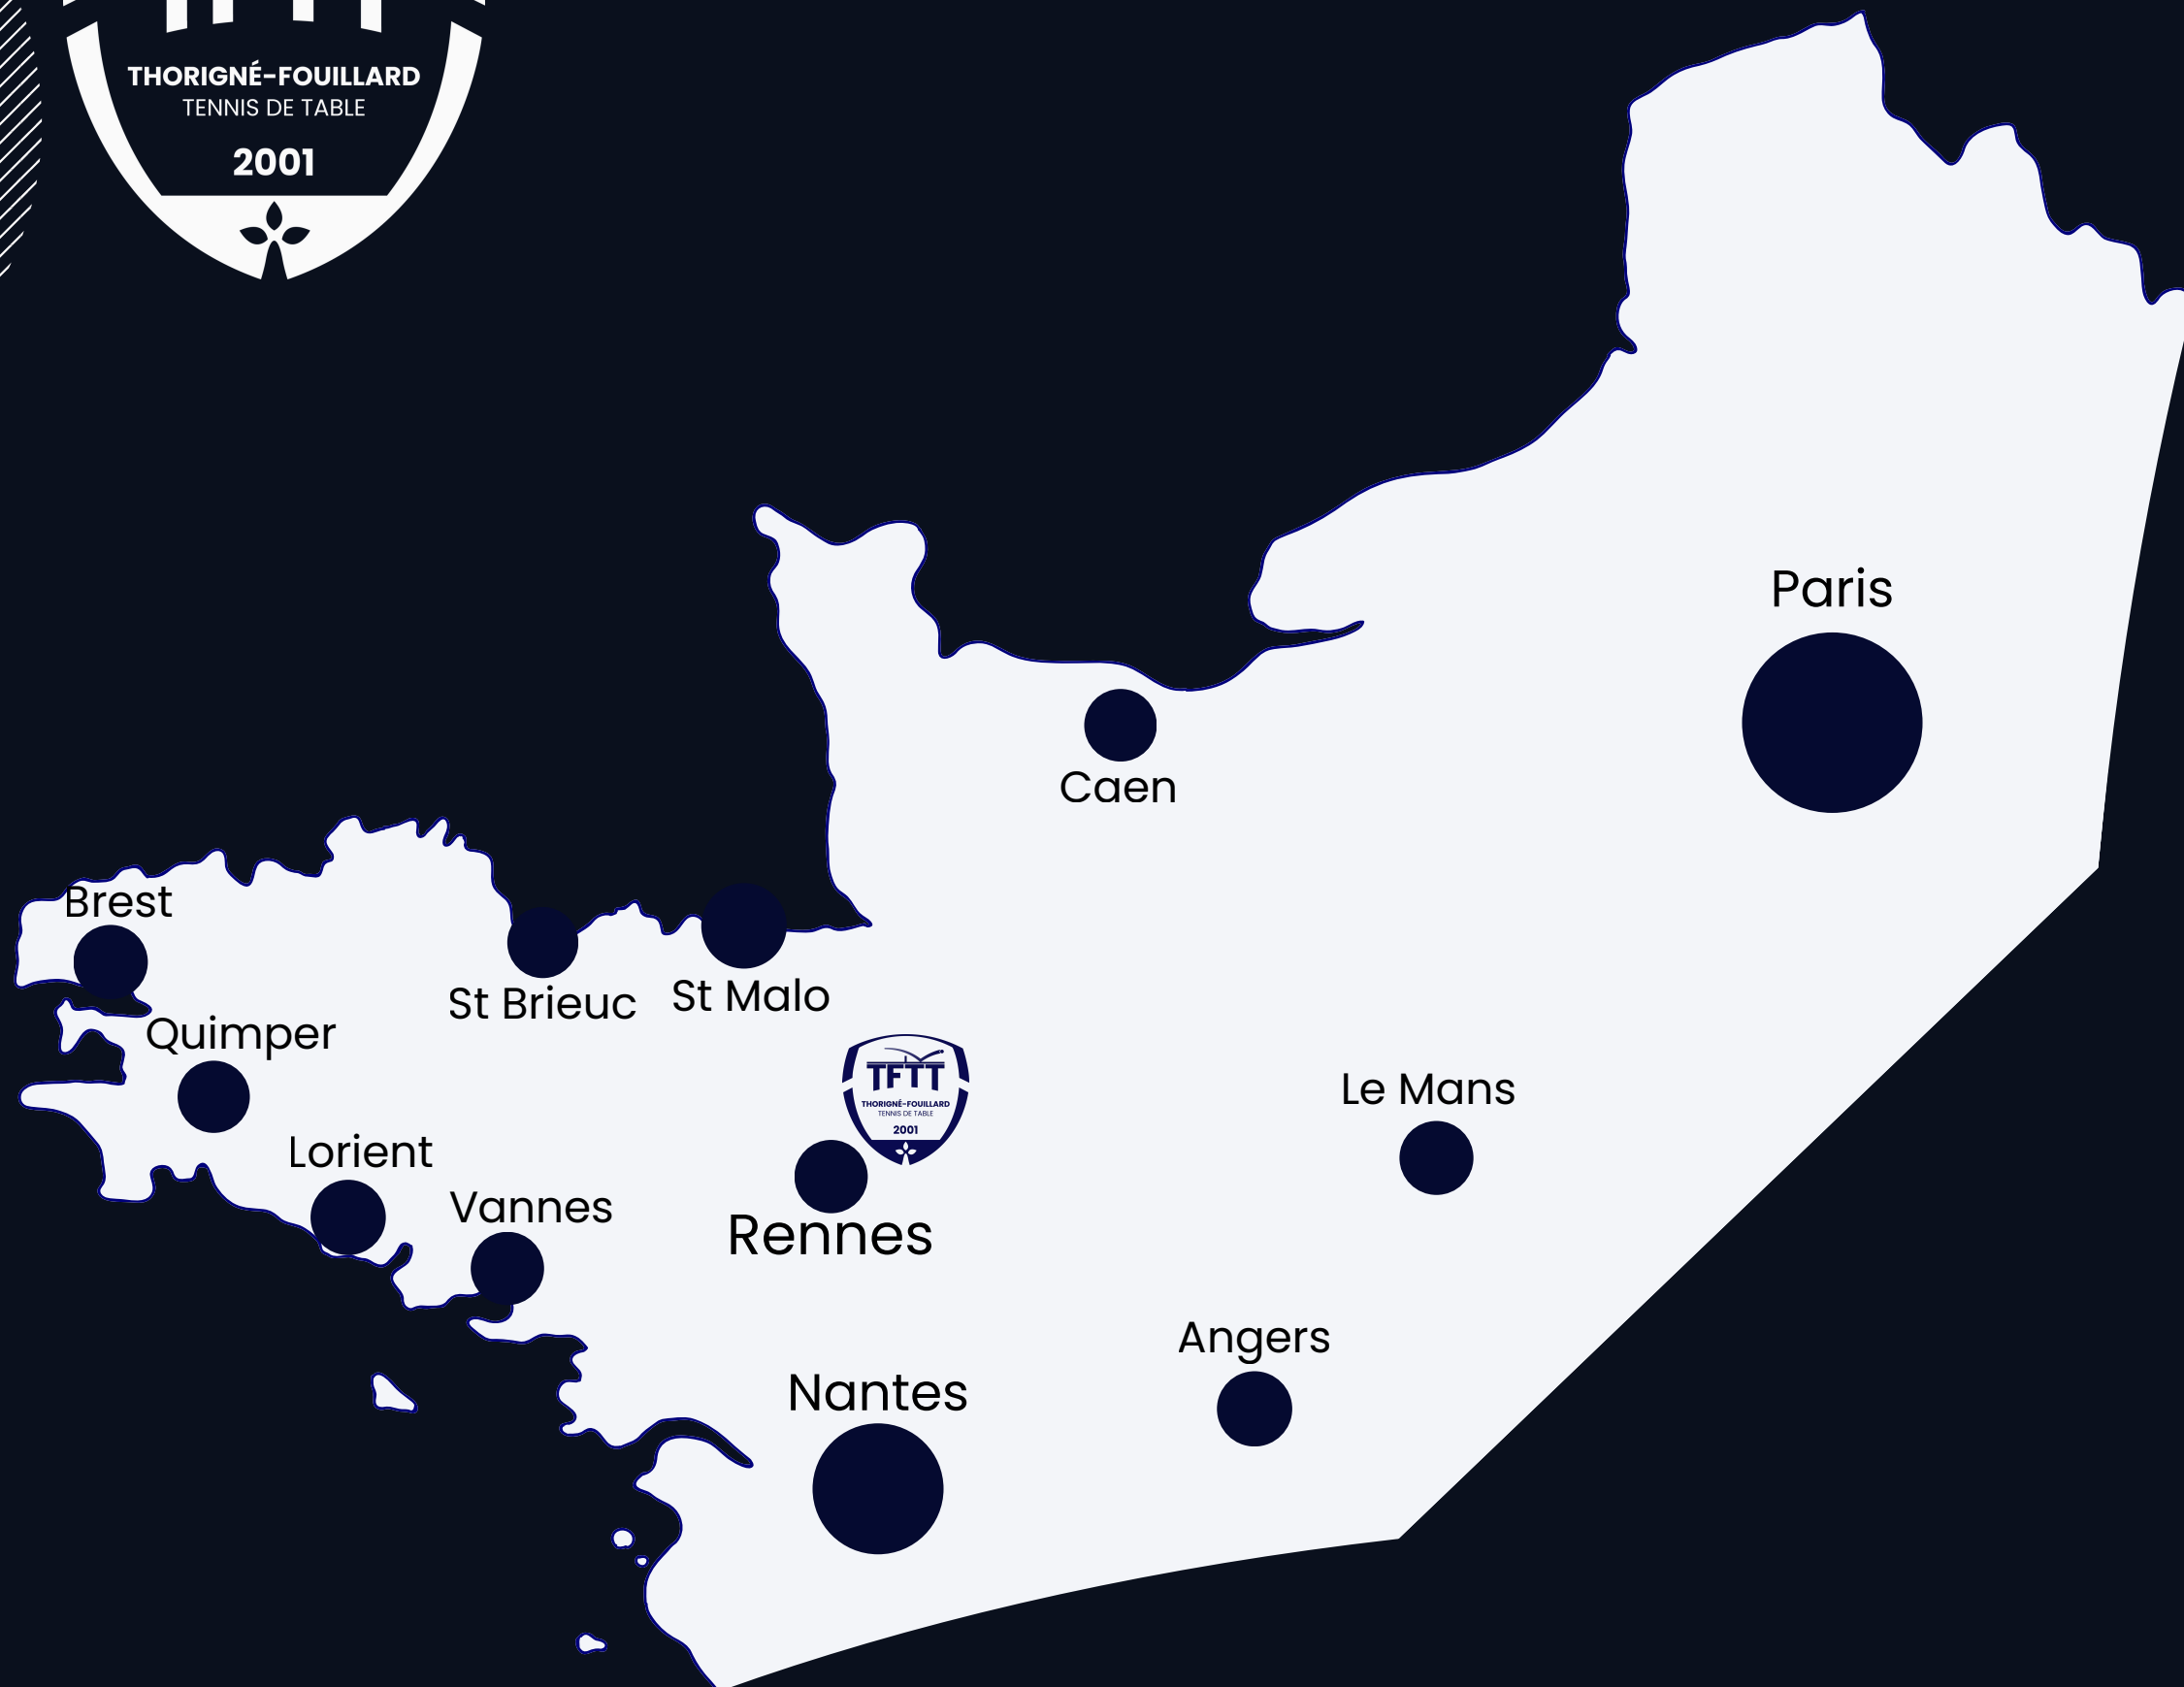 THORIGNÉ-FOUILLARD
TENNIS DE TABLE
2001
Paris
Caen
Brest
St Brieuc
St Malo
Quimper
TFTT
THORIGNÉ-FOUILLARD
TENNIS DE TABLE
2001
Le Mans
Lorient
Vannes
Rennes
Angers
Nantes